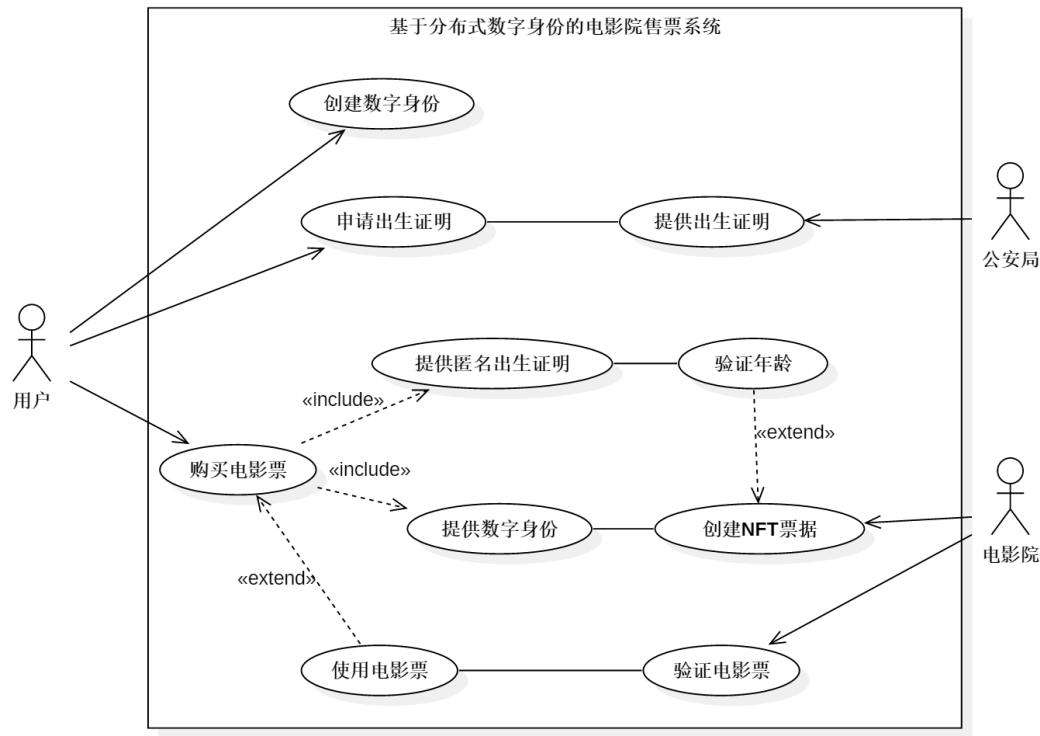 基于分布式数字身份的电影院售票系统
创建数字身份
申请出生证明
提供出生证明
公安局
用户
提供匿名出生证明
验证年龄
«include»
«extend»
购买电影票
«include»
提供数字身份
创建NFT票据
电影院
«extend»
使用电影票
验证电影票